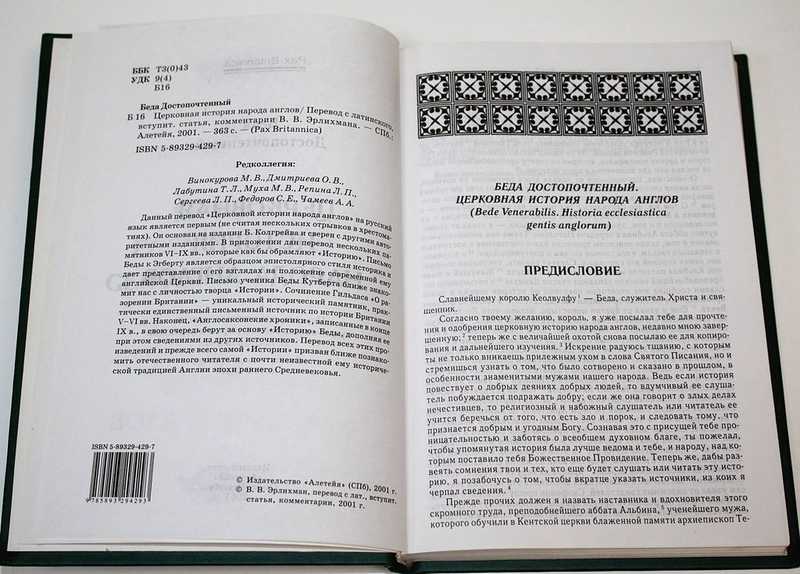 ББК Т3(0)43
УДК 9(4)
Б16
Беда Достопочтенный
Б 16 Церковная история народа англов/ Перевод с латинского,
вступит. статья, комментарии В. В. Эрлихмана. — СПб.:
Алетейя, 2001. — 363 с. — (Pax Britannica)
ISBN 5-89329-429-7
Редколлегия:
Винокурова М. В., Дмитриева О. В.,
Лабутина Т. Л., Муха М. В., Репина Л. П.,
Сергеева Л. П., Федоров С. Е., Чамеев А. А.
Данный перевод «Церковной истории народа англов» на русский
язык является первым (не считая нескольких отрывков в хрестома-
тиях). Он основан на издании Б. Колгрейва и сверен с другими авто-
ритетными изданиями. В приложении дан перевод нескольких па-
мятников VI–IX вв., которые как бы обрамляют «Историю». Письмо
Беды к Эгберту является образцом эпистолярного стиля историка и
дает представление о его взглядах на положение современной ему
английской Церкви. Письмо ученика Беды Кутберта ближе знако-
мит нас с личностью творца «Истории». Сочинение Гильдаса «О ра-
зорении Британии» — уникальный исторический памятник, прак-
тически единственный письменный источник по истории Британии
V–VI вв. Наконец, «Англосаксонские хроники», записанные в конце
IX в., в свою очередь берут за основу «Историю» Беды, дополняя ее
при этом сведениями из других источников. Перевод всех этих про-
изведений и прежде всего самой «Истории» призван ближе познако-
мить отечественного читателя с почти неизвестной ему историче-
ской традицией Англии эпохи раннего Средневековья.
ISBN 5-89329-429-7
9785893294293
© Издательство «Алетейя» (СПб), 2001 г.
© В. В. Эрлихман, перевод с лат., вступит.
статья, комментарии, 2001 г.
БЕДА ДОСТОПОЧТЕННЫЙ.
ЦЕРКОВНАЯ ИСТОРИЯ НАРОДА АНГЛОВ
(Bede Venerabilis. Historia ecclesiastica
gentis anglorum)
ПРЕДИСЛОВИЕ
Славнейшему королю Кеолвулфу¹ — Беда, служитель Христа и свя-
щенник.
Согласно твоему желанию, король, я уже посылал тебе для прочте-
ния и одобрения церковную историю народа англов, недавно мною завер-
шенную;² теперь же с величайшей охотой снова посылаю ее для копиро-
вания и дальнейшего изучения.³ Искренне радуюсь тщанию, с которым
ты не только вникаешь прилежным ухом в слова Святого Писания, но и
стремишься узнать о том, что было сотворено и сказано в прошлом, в
особенности знаменитыми мужами нашего народа. Ведь если история
повествует о добрых деяниях добрых людей, то вдумчивый ее слуша-
тель побуждается подражать добру; если же она говорит о злых делах
нечестивцев, то религиозный и набожный слушатель или читатель ее
учится беречься от того, что есть зло и порок, и следовать тому, что
признается добрым и угодным Богу. Сознавая это с присущей тебе про-
ницательностью и заботясь о всеобщем духовном благе, ты пожелал,
чтобы упомянутая история была лучше ведома и тебе, и народу, над ко-
торым поставило тебя Божественное Провидение. Теперь же, дабы раз-
веять сомнения твои и тех, кто еще будет слушать или читать эту исто-
рию, я позабочусь о том, чтобы вкратце указать источники, из коих я
черпал сведения.⁴
Прежде прочих должен я назвать наставника и вдохновителя этого
скромного труда, преподобнейшего аббата Альбина,⁵ ученейшего мужа,
которого обучили в Кентской церкви блаженной памяти архиепископ Те-